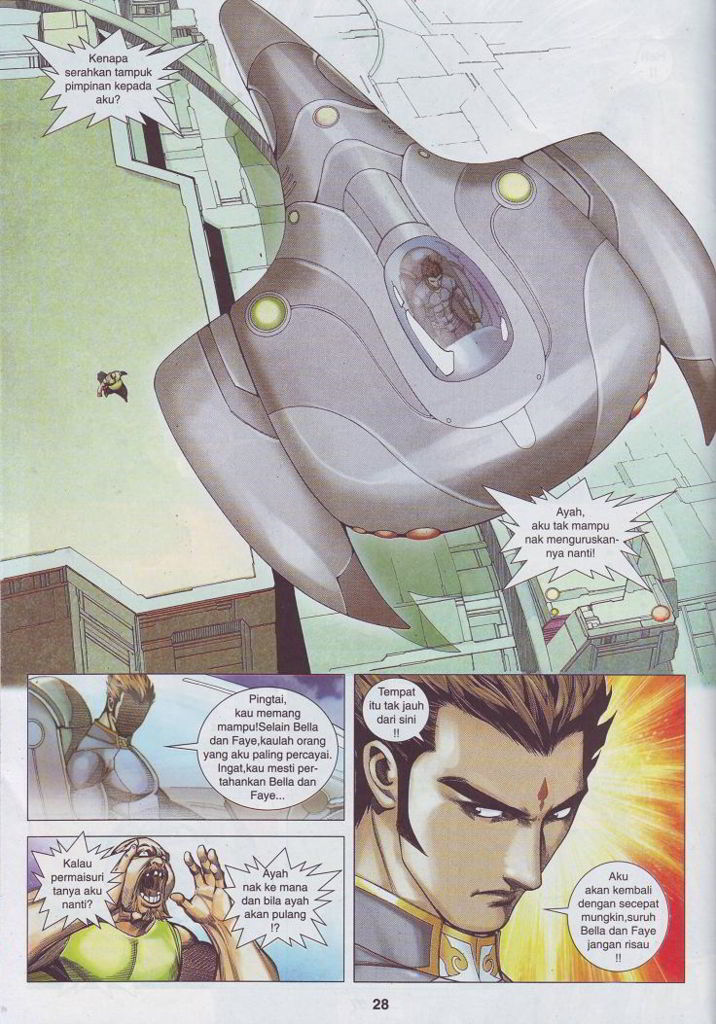 Kenapa
serahkan tampuk
pimpinan kepada
aku?
Ayah,
aku tak mampu
nak menguruskan-
nya nanti!
Pingtai,
kau memang
mampu!Selain Bella
dan Faye,kaulah orang
yang aku paling percayai.
Ingat,kau mesti per-
tahankan Bella dan
Faye...
Kalau
permaisuri
tanya aku
nanti?
Ayah
nak ke mana
dan bila ayah
akan pulang
!?
Tempat
itu tak jauh
dari sini
!!
Aku
akan kembali
dengan secepat
mungkin,suruh
Bella dan Faye
jangan risau
!!
28